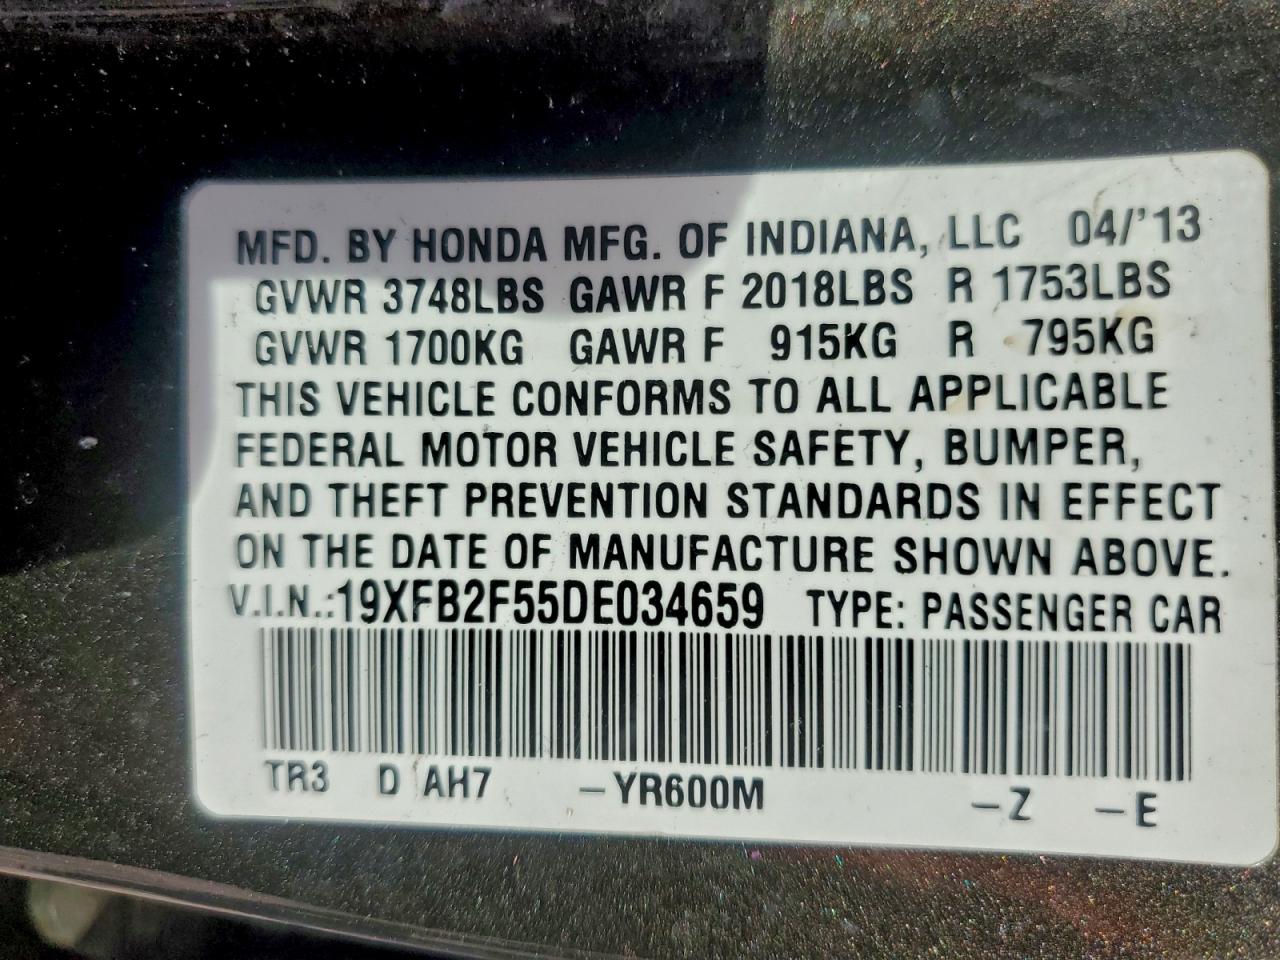 MFD. BY HONDA MFG. OF INDIANA, LLC 04/'13
GVWR 3748LBS GAWR F 2018LBS R 1753LBS
GVWR 1700KG GAWR F 915KG R 795KG
THIS VEHICLE CONFORMS TO ALL APPLICABLE
FEDERAL MOTOR VEHICLE SAFETY, BUMPER,
AND THEFT PREVENTION STANDARDS IN EFFECT
ON THE DATE OF MANUFACTURE SHOWN ABOVE.
V.I.N.:19XFB2F55DE034659 TYPE: PASSENGER CAR
TR3 D AH7 –YR600M –Z –E